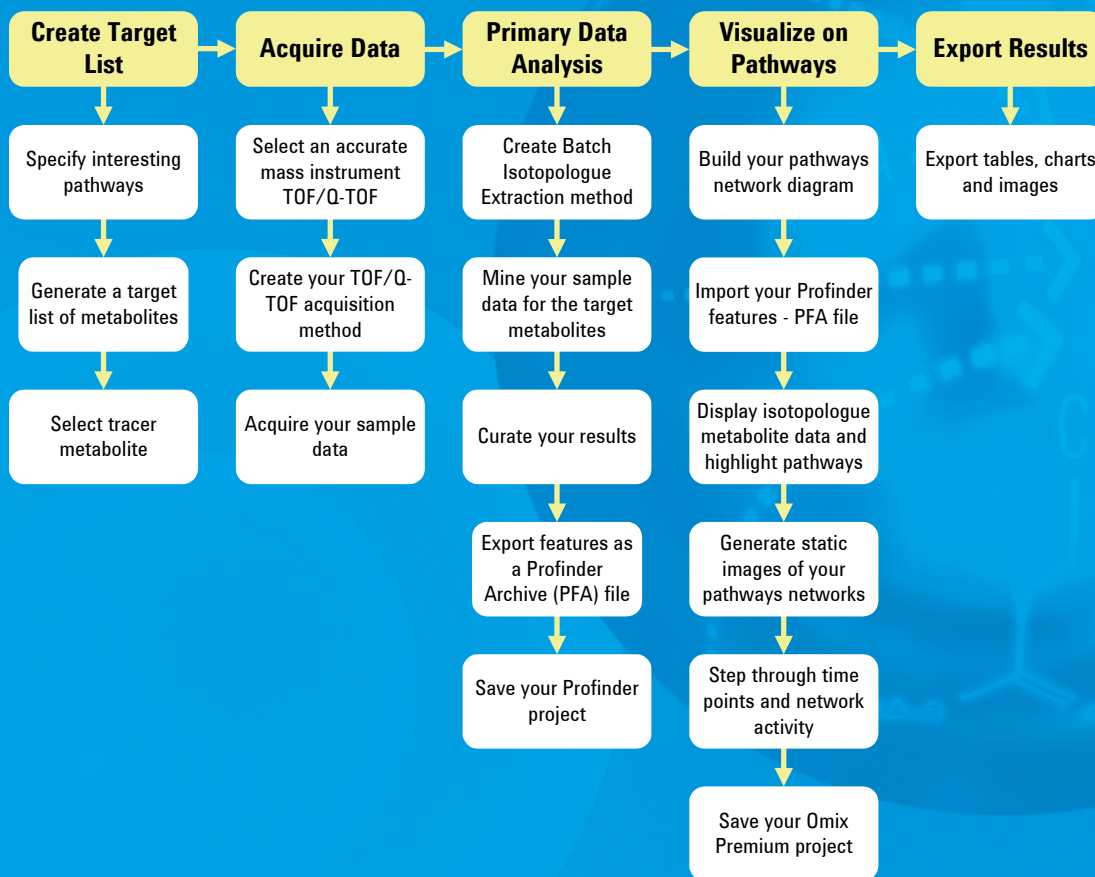 Create Target
List
Acquire Data
Primary Data
Analysis
Visualize on
Pathways
Export Results
Specify interesting
pathways
Generate a target
list of metabolites
Select tracer
metabolite
Select an accurate
mass instrument
TOF/Q-TOF
Create your TOF/Q-
TOF acquisition
method
Acquire your sample
data
Create Batch
Isotopologue
Extraction method
Mine your sample
data for the target
metabolites
Curate your results
Export features as
a Profinder
Archive (PFA) file
Save your Profinder
project
Build your pathways
network diagram
Import your Profinder
features - PFA file
Display isotopologue
metabolite data and
highlight pathways
Generate static
images of your
pathways networks
Step through time
points and network
activity
Save your Omix
Premium project
Export tables, charts
and images
C